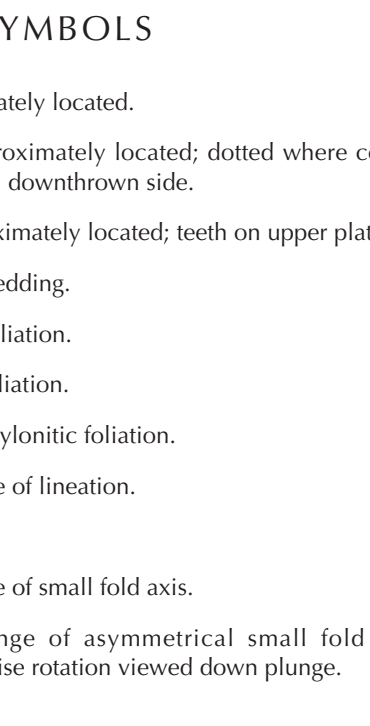 YMBOLS
ately located.
roximately located; dotted where c
downthrown side.
ximately located; teeth on upper plat
edding.
liation.
liation.
ylonitic foliation.
e of lineation.
e of small fold axis.
nge of asymmetrical small fold
ise rotation viewed down plunge.